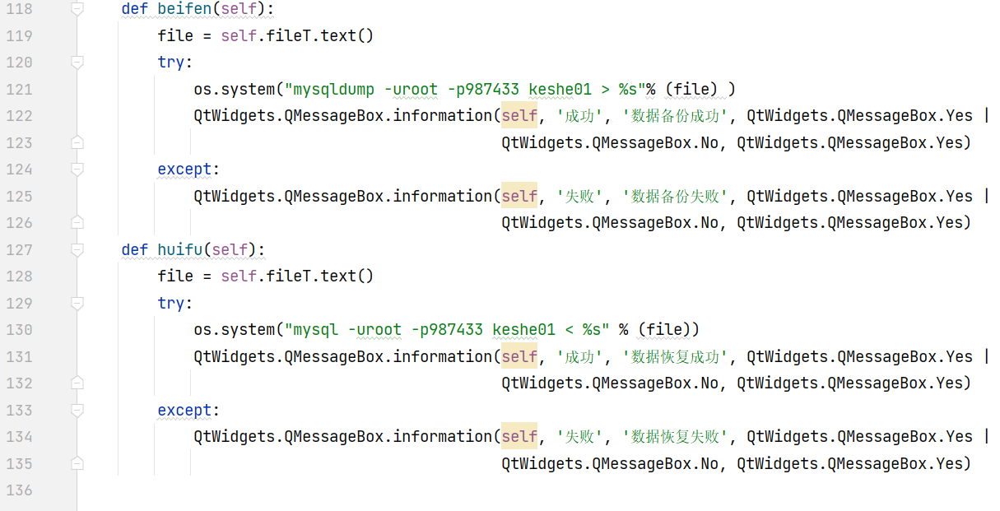 118 def beifen(self):
119 file = self.fileT.text()
120 try:
121 os.system("mysqldump -uroot -p987433 keshe01 > %s"% (file) )
122 QtWidgets.QMessageBox.information(self, '成功', '数据备份成功', QtWidgets.QMessageBox.Yes |
123 QtWidgets.QMessageBox.No, QtWidgets.QMessageBox.Yes)
124 except:
125 QtWidgets.QMessageBox.information(self, '失败', '数据备份失败', QtWidgets.QMessageBox.Yes |
126 QtWidgets.QMessageBox.No, QtWidgets.QMessageBox.Yes)
127 def huifu(self):
128 file = self.fileT.text()
129 try:
130 os.system("mysql -uroot -p987433 keshe01 < %s" % (file))
131 QtWidgets.QMessageBox.information(self, '成功', '数据恢复成功', QtWidgets.QMessageBox.Yes |
132 QtWidgets.QMessageBox.No, QtWidgets.QMessageBox.Yes)
133 except:
134 QtWidgets.QMessageBox.information(self, '失败', '数据恢复失败', QtWidgets.QMessageBox.Yes |
135 QtWidgets.QMessageBox.No, QtWidgets.QMessageBox.Yes)
136